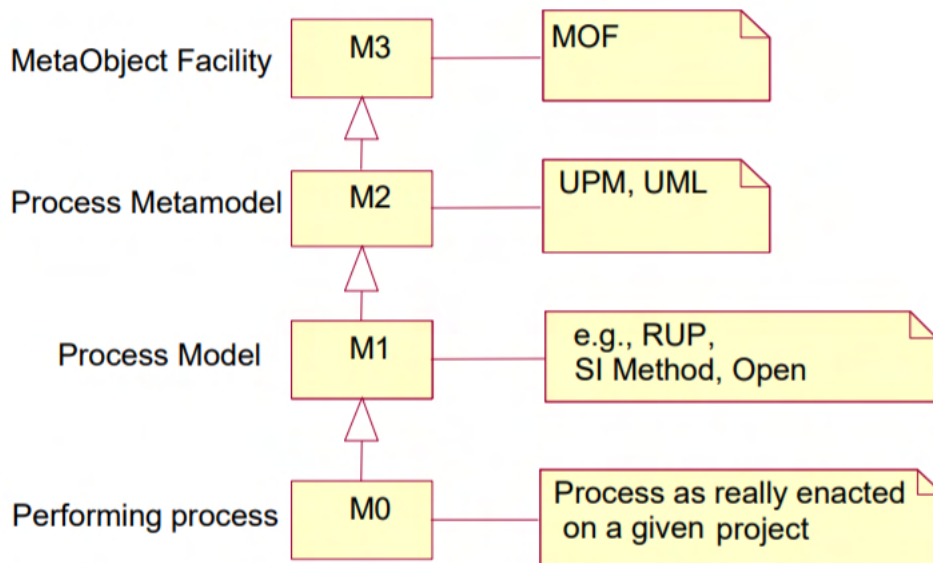 MetaObject Facility
M3
MOF
Process Metamodel
M2
UPM, UML
Process Model
M1
e.g., RUP,
SI Method, Open
Performing process
M0
Process as really enacted
on a given project